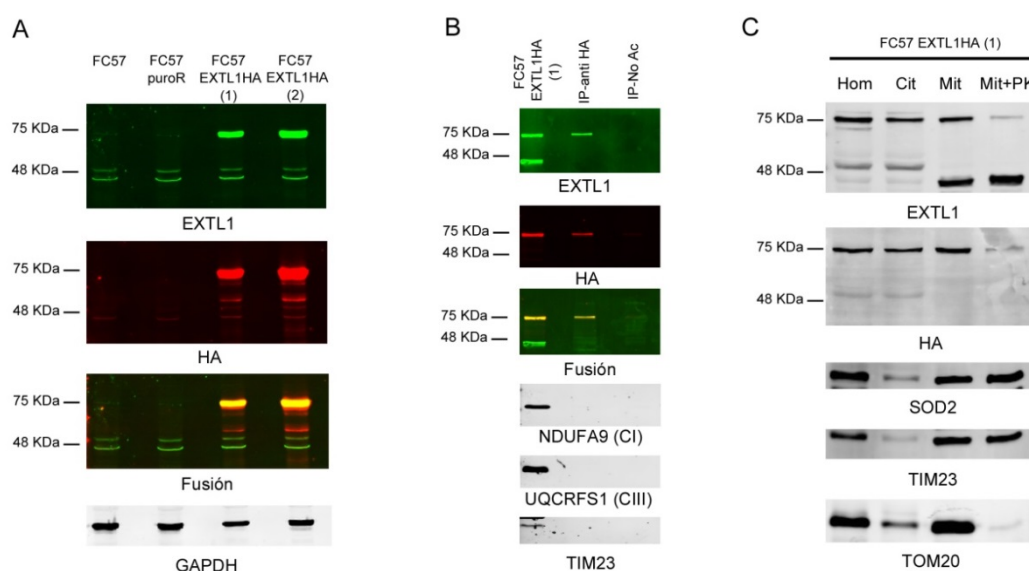 A
FC57
FC57
puroR
FC57
EXTL1HA
(1)
FC57
EXTL1HA
(2)
75 KDa
48 KDa
EXTL1
75 KDa
48 KDa
HA
75 KDa
48 KDa
Fusión
GAPDH
B
FC57
EXTL1HA
(1)
IP-anti HA
IP-No Ac
75 KDa
48 KDa
EXTL1
75 KDa
48 KDa
HA
75 KDa
48 KDa
Fusión
NDUFA9 (CI)
UQCRFS1 (CIII)
TIM23
C
FC57 EXTL1HA (1)
Hom Cit Mit Mit+PK
75 KDa
48 KDa
EXTL1
75 KDa
48 KDa
HA
SOD2
TIM23
TOM20